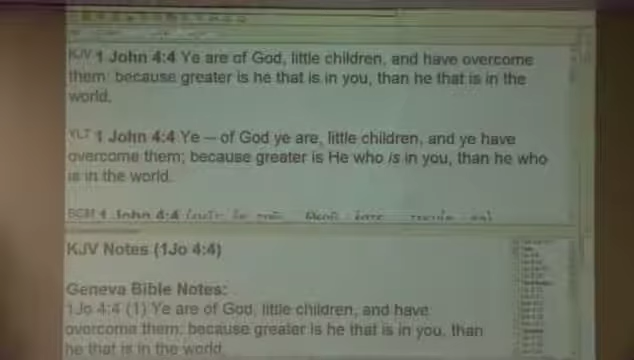 KJV 1 John 4:4 Ye are of God, little children, and have overcome
them: because greater is he that is in you, than he that is in the
world.
YLT 1 John 4:4 Ye — of God ye are, little children, and ye have
overcome them; because greater is He who is in you, than he who
is in the world.
1 John 4:4
KJV Notes (1Jo 4:4)
Geneva Bible Notes:
1Jo 4:4 (1) Ye are of God, little children, and have
overcome them: because greater is he that is in you, than
he that is in the world.